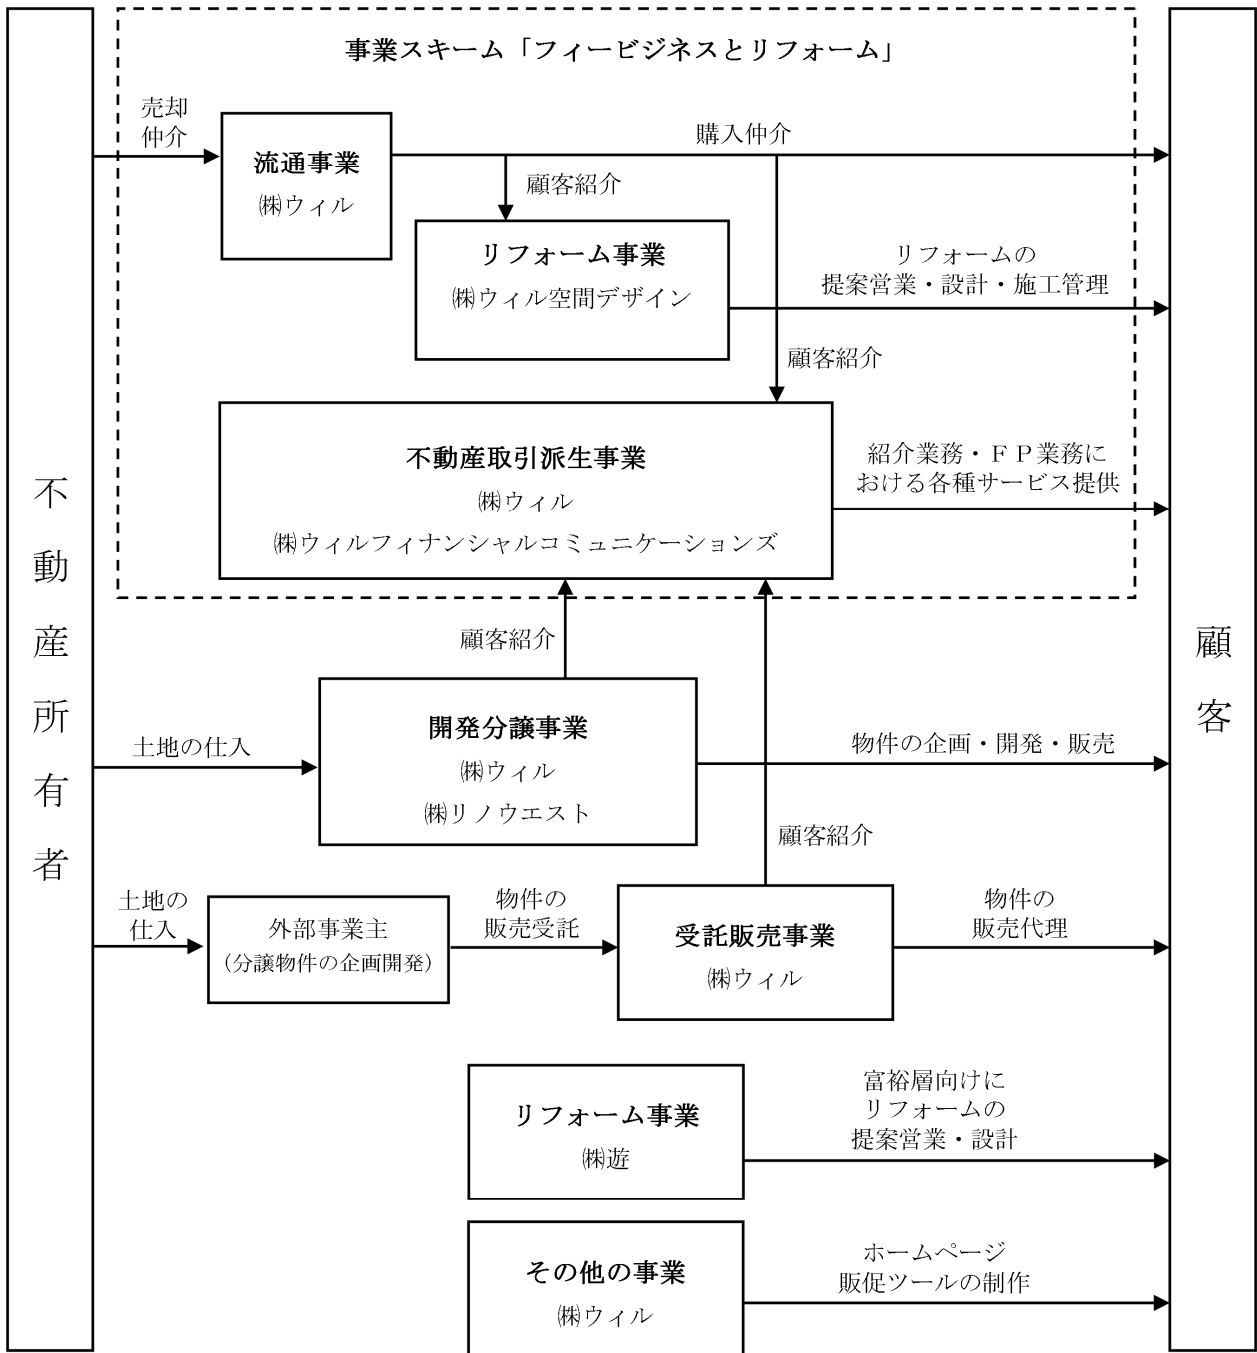 事業スキーム「フィービジネスとリフォーム」
売却
仲介
流通事業
㈱ウィル
購入仲介
顧客紹介
リフォーム事業
㈱ウィル空間デザイン
リフォームの
提案営業・設計・施工管理
顧客紹介
不動産取引派生事業
㈱ウィル
㈱ウィルフィナンシャルコミュニケーションズ
紹介業務・ＦＰ業務に
おける各種サービス提供
不動産所有者
顧客
顧客紹介
開発分譲事業
㈱ウィル
㈱リノウエスト
土地の仕入
物件の企画・開発・販売
顧客紹介
土地の
仕入
外部事業主
（分譲物件の企画開発）
物件の
販売受託
受託販売事業
㈱ウィル
物件の
販売代理
リフォーム事業
㈱遊
富裕層向けに
リフォームの
提案営業・設計
その他の事業
㈱ウィル
ホームページ
販促ツールの制作